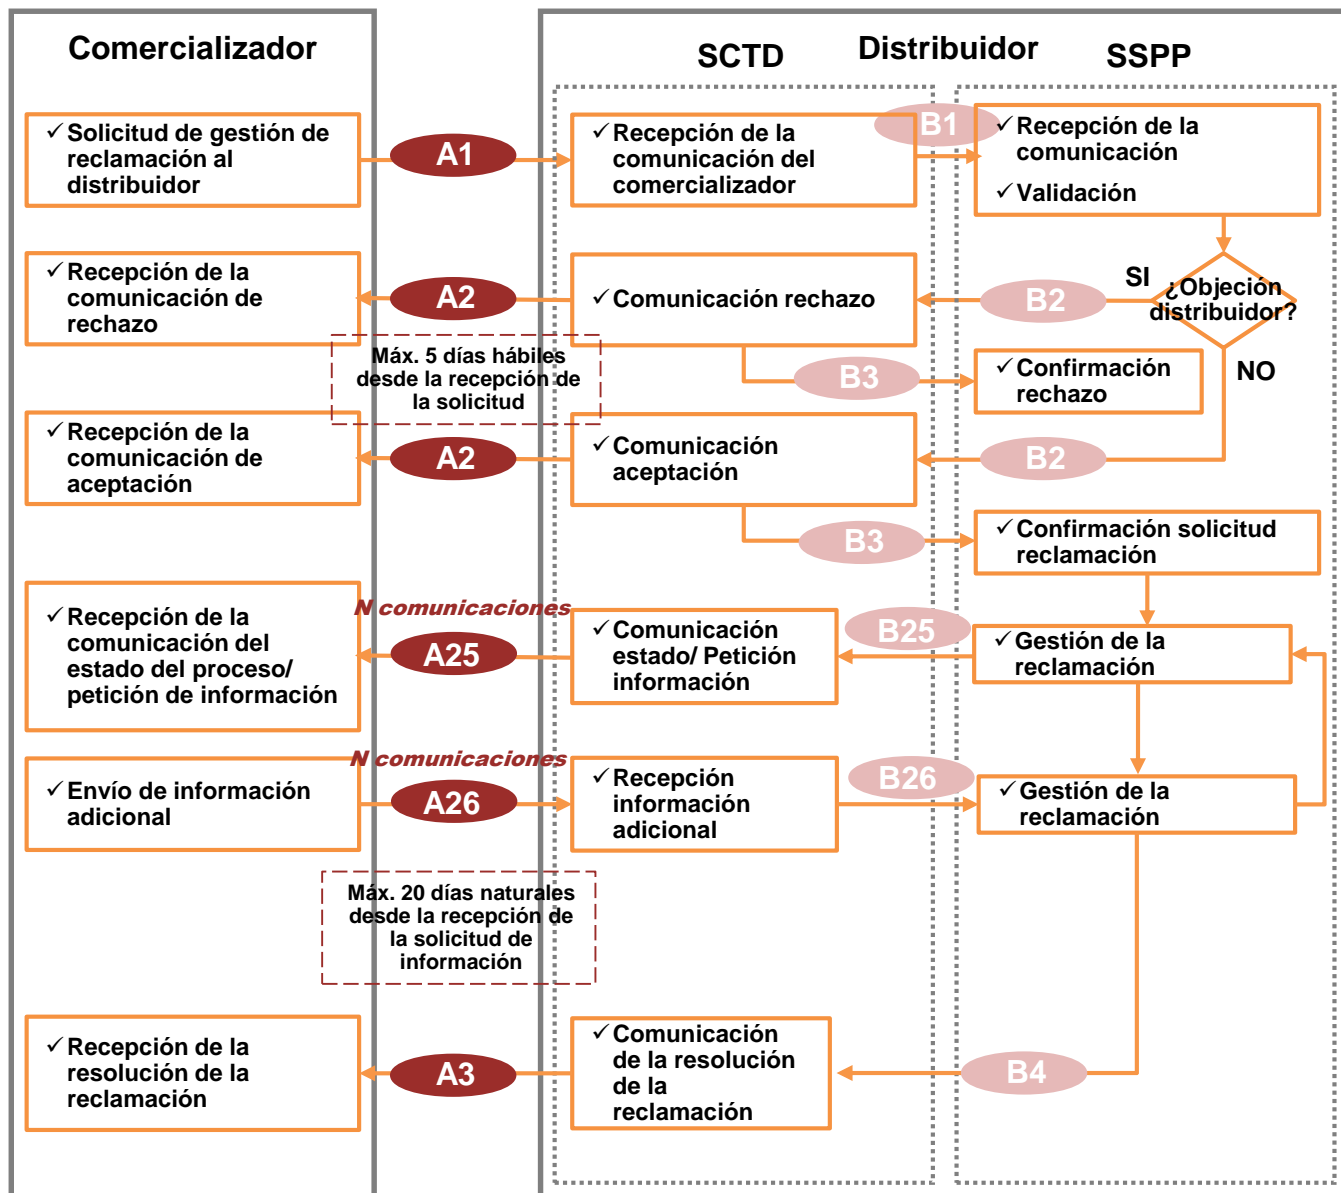 Comercializador
Distribuidor
SCTD
SSPP
✓ Solicitud de gestión de
reclamación al
distribuidor
A1
✓ Recepción de la
comunicación del
comercializador
B1
✓ Recepción de la
comunicación
✓ Validación
✓ Recepción de la
comunicación de
rechazo
A2
✓ Comunicación rechazo
B2
SI
¿Objeción
distribuidor?
NO
Máx. 5 días hábiles
desde la recepción de
la solicitud
B3
✓ Confirmación
rechazo
✓ Recepción de la
comunicación de
aceptación
A2
✓ Comunicación
aceptación
B2
B3
✓ Confirmación solicitud
reclamación
✓ Recepción de la
comunicación del
estado del proceso/
petición de información
N comunicaciones
A25
✓ Comunicación
estado/ Petición
información
B25
✓ Gestión de la
reclamación
✓ Envío de información
adicional
N comunicaciones
A26
✓ Recepción
información
adicional
B26
✓ Gestión de la
reclamación
Máx. 20 días naturales
desde la recepción de
la solicitud de
información
✓ Recepción de la
resolución de la
reclamación
A3
✓ Comunicación
de la resolución
de la
reclamación
B4